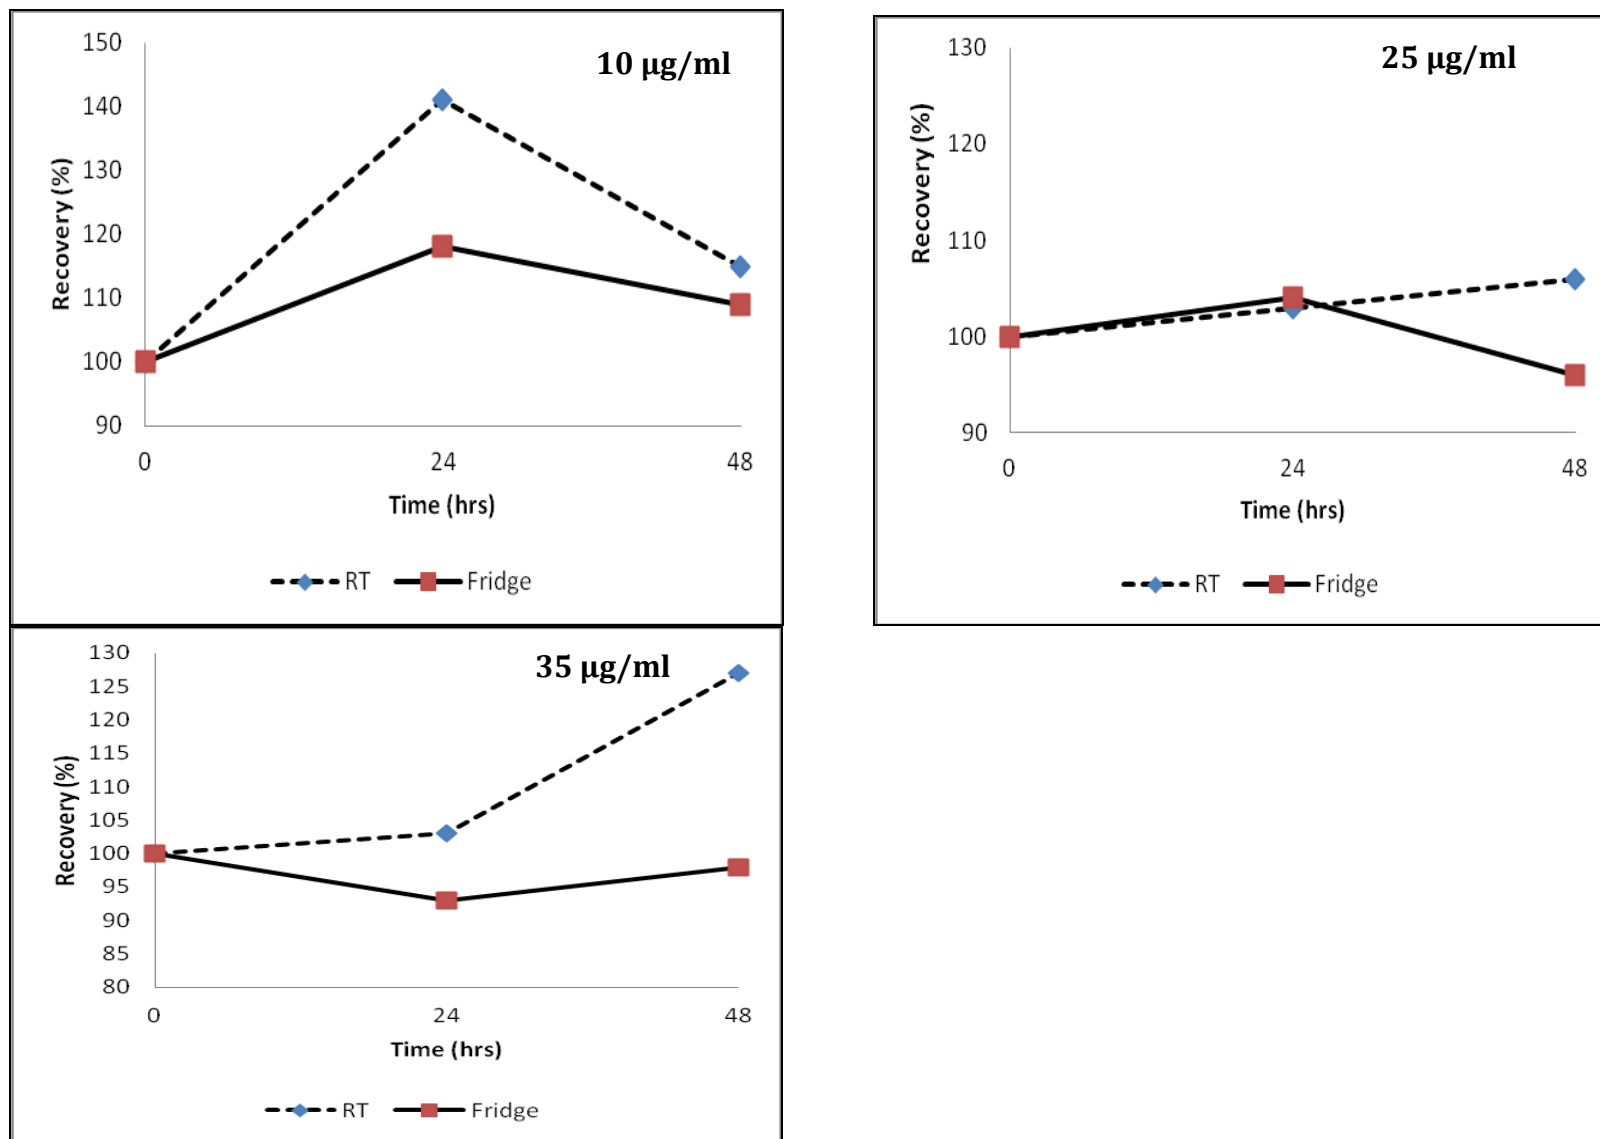 10 µg/ml
150
140
130
120
110
100
90
Recovery (%)
0 24 48
Time (hrs)
RT Fridge
25 µg/ml
130
120
110
100
90
Recovery (%)
0 24 48
Time (hrs)
RT Fridge
35 µg/ml
130
125
120
115
110
105
100
95
90
85
80
Recovery (%)
0 24 48
Time (hrs)
RT Fridge